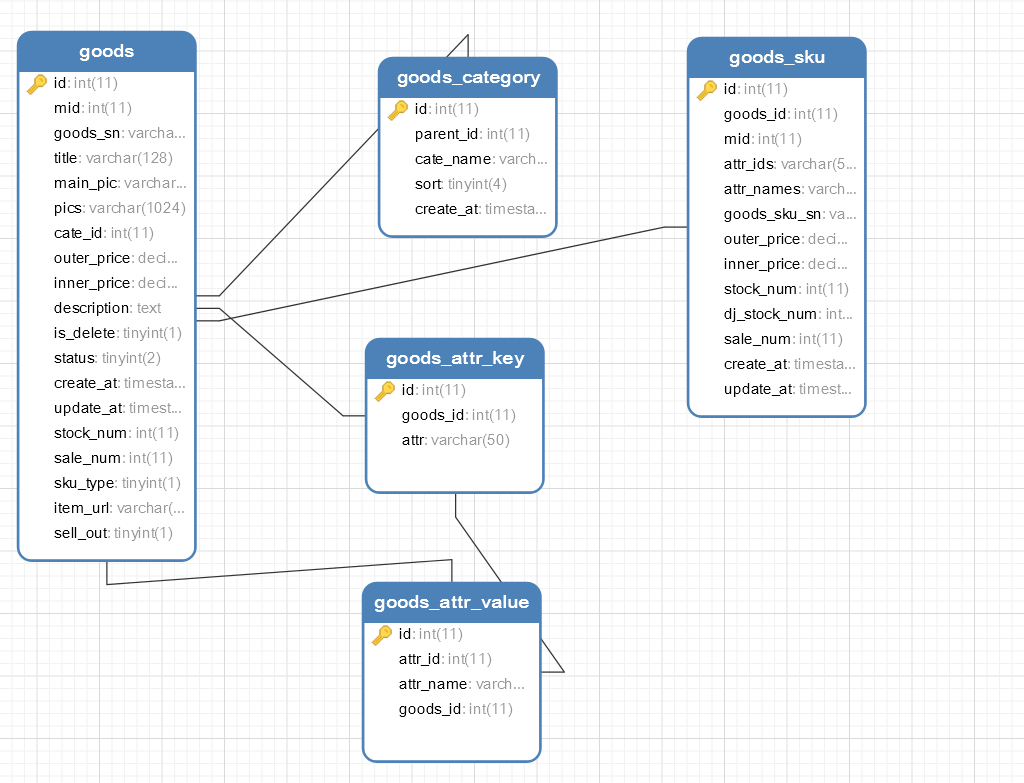 goods
id: int(11)
mid: int(11)
goods_sn: varcha...
title: varchar(128)
main_pic: varchar...
pics: varchar(1024)
cate_id: int(11)
outer_price: deci...
inner_price: deci...
description: text
is_delete: tinyint(1)
status: tinyint(2)
create_at: timesta...
update_at: timest...
stock_num: int(11)
sale_num: int(11)
sku_type: tinyint(1)
item_url: varchar(...
sell_out: tinyint(1)
goods_category
id: int(11)
parent_id: int(11)
cate_name: varch...
sort: tinyint(4)
create_at: timesta...
goods_sku
id: int(11)
goods_id: int(11)
mid: int(11)
attr_ids: varchar(5...
attr_names: varch...
goods_sku_sn: va...
outer_price: deci...
inner_price: deci...
stock_num: int(11)
dj_stock_num: int...
sale_num: int(11)
create_at: timesta...
update_at: timest...
goods_attr_key
id: int(11)
goods_id: int(11)
attr: varchar(50)
goods_attr_value
id: int(11)
attr_id: int(11)
attr_name: varch...
goods_id: int(11)